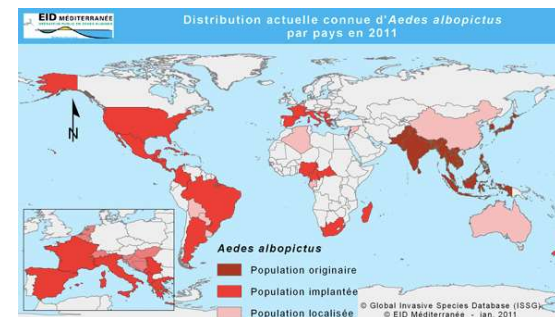 EID MÉDITERRANÉE
Distribution actuelle connue d'Aedes albopictus
par pays en 2011
N
Aedes albopictus
Population originaire
Population implantée
Population localisée
© Global Invasive Species Database (ISSG)
© EID Méditerranée - jan. 2011